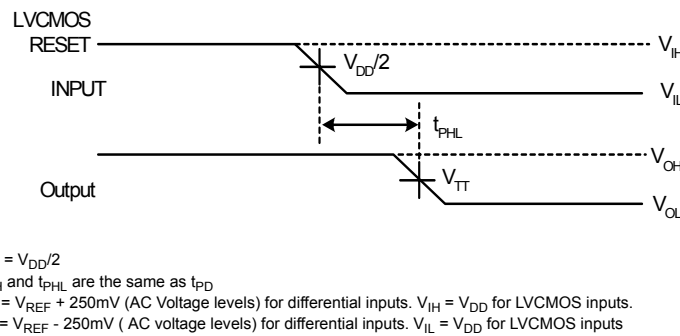 LVCMOS
RESET
V_IH
V_DD/2
INPUT
V_IL
t_PHL
V_OH
Output
V_TT
V_OL
= V_DD/2
and t_PHL are the same as t_PD
= V_REF + 250mV (AC Voltage levels) for differential inputs. V_IH = V_DD for LVCMOS inputs.
= V_REF - 250mV ( AC voltage levels) for differential inputs. V_IL = V_DD for LVCMOS inputs